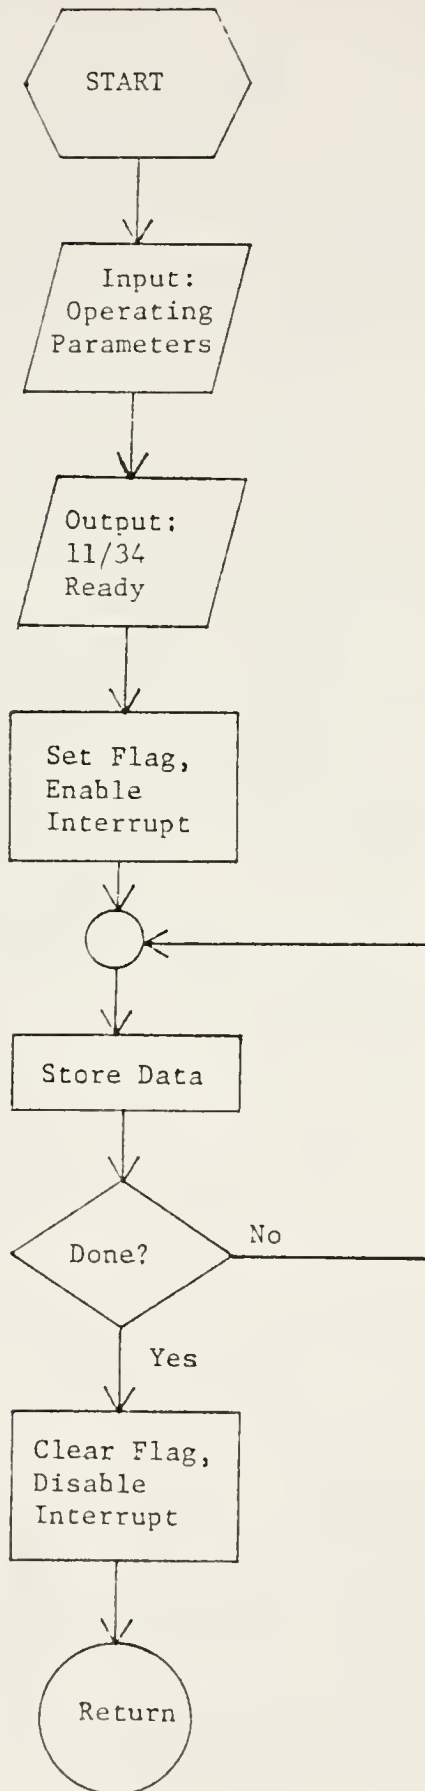 START
Input:
Operating
Parameters
Output:
11/34
Ready
Set Flag,
Enable
Interrupt
Store Data
Done?
No
Yes
Clear Flag,
Disable
Interrupt
Return